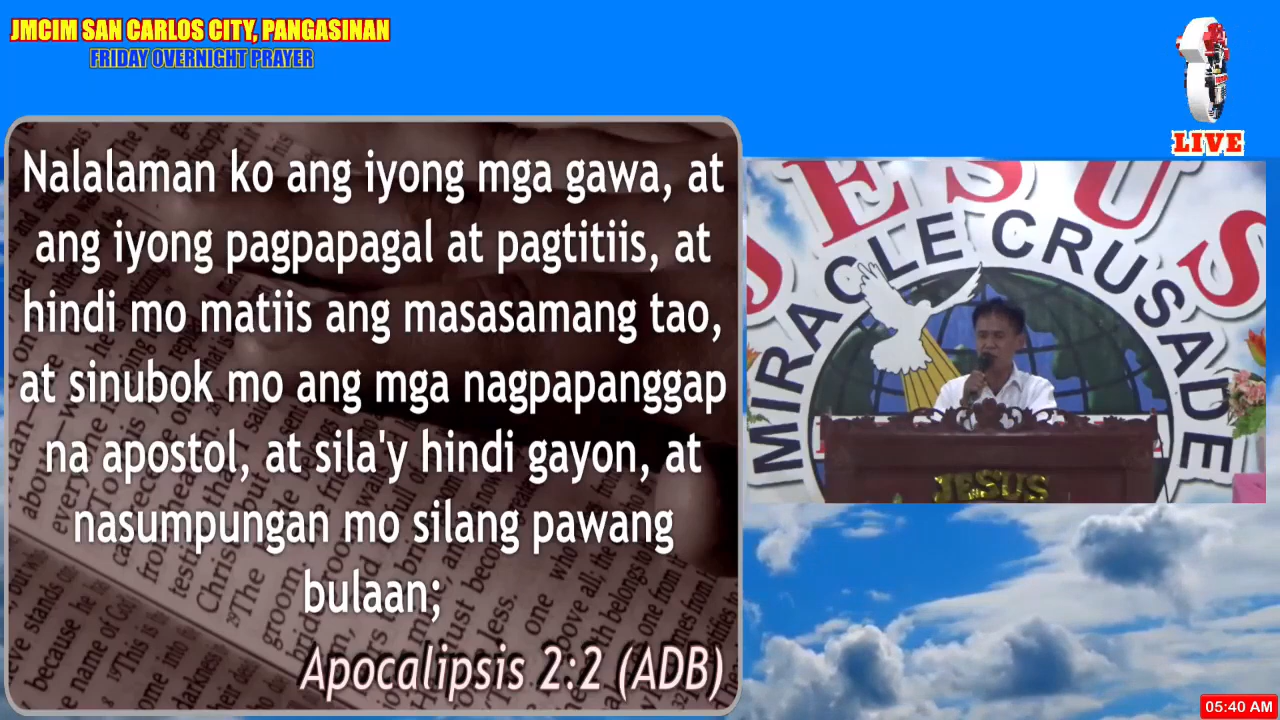 JMCIM SAN CARLOS CITY, PANGASINAN
FRIDAY OVERNIGHT PRAYER
LIVE
Nalalaman ko ang iyong mga gawa, at
ang iyong pagpapagal at pagtitiis, at
hindi mo matiis ang masasamang tao,
at sinubok mo ang mga nagpapanggap
na apostol, at sila'y hindi gayon, at
nasumpungan mo silang pawang
bulaan;
Apocalipsis 2:2 (ADB)
JESUS
MIRACLE CRUSADE
JESUS
05:40 AM